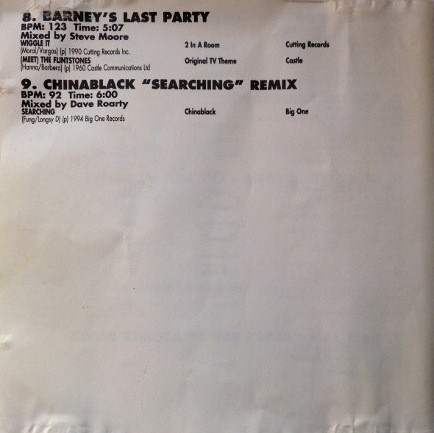 8. BARNEY'S LAST PARTY
BPM: 123 Time: 5:07
Mixed by Steve Moore
WIGGLE IT 2 In A Room Cutting Records
(Moral/Vargas) (p) 1990 Cutting Records Inc.
(MEET) THE FLINTSTONES Original TV Theme Castle
(Hanna/Barbera) (p) 1960 Castle Communications Ltd
9. CHINABLACK "SEARCHING" REMIX
BPM: 92 Time: 6:00
Mixed by Dave Roarty
SEARCHING Chinablack Big One
(Fung/Longsy D) (p) 1994 Big One Records